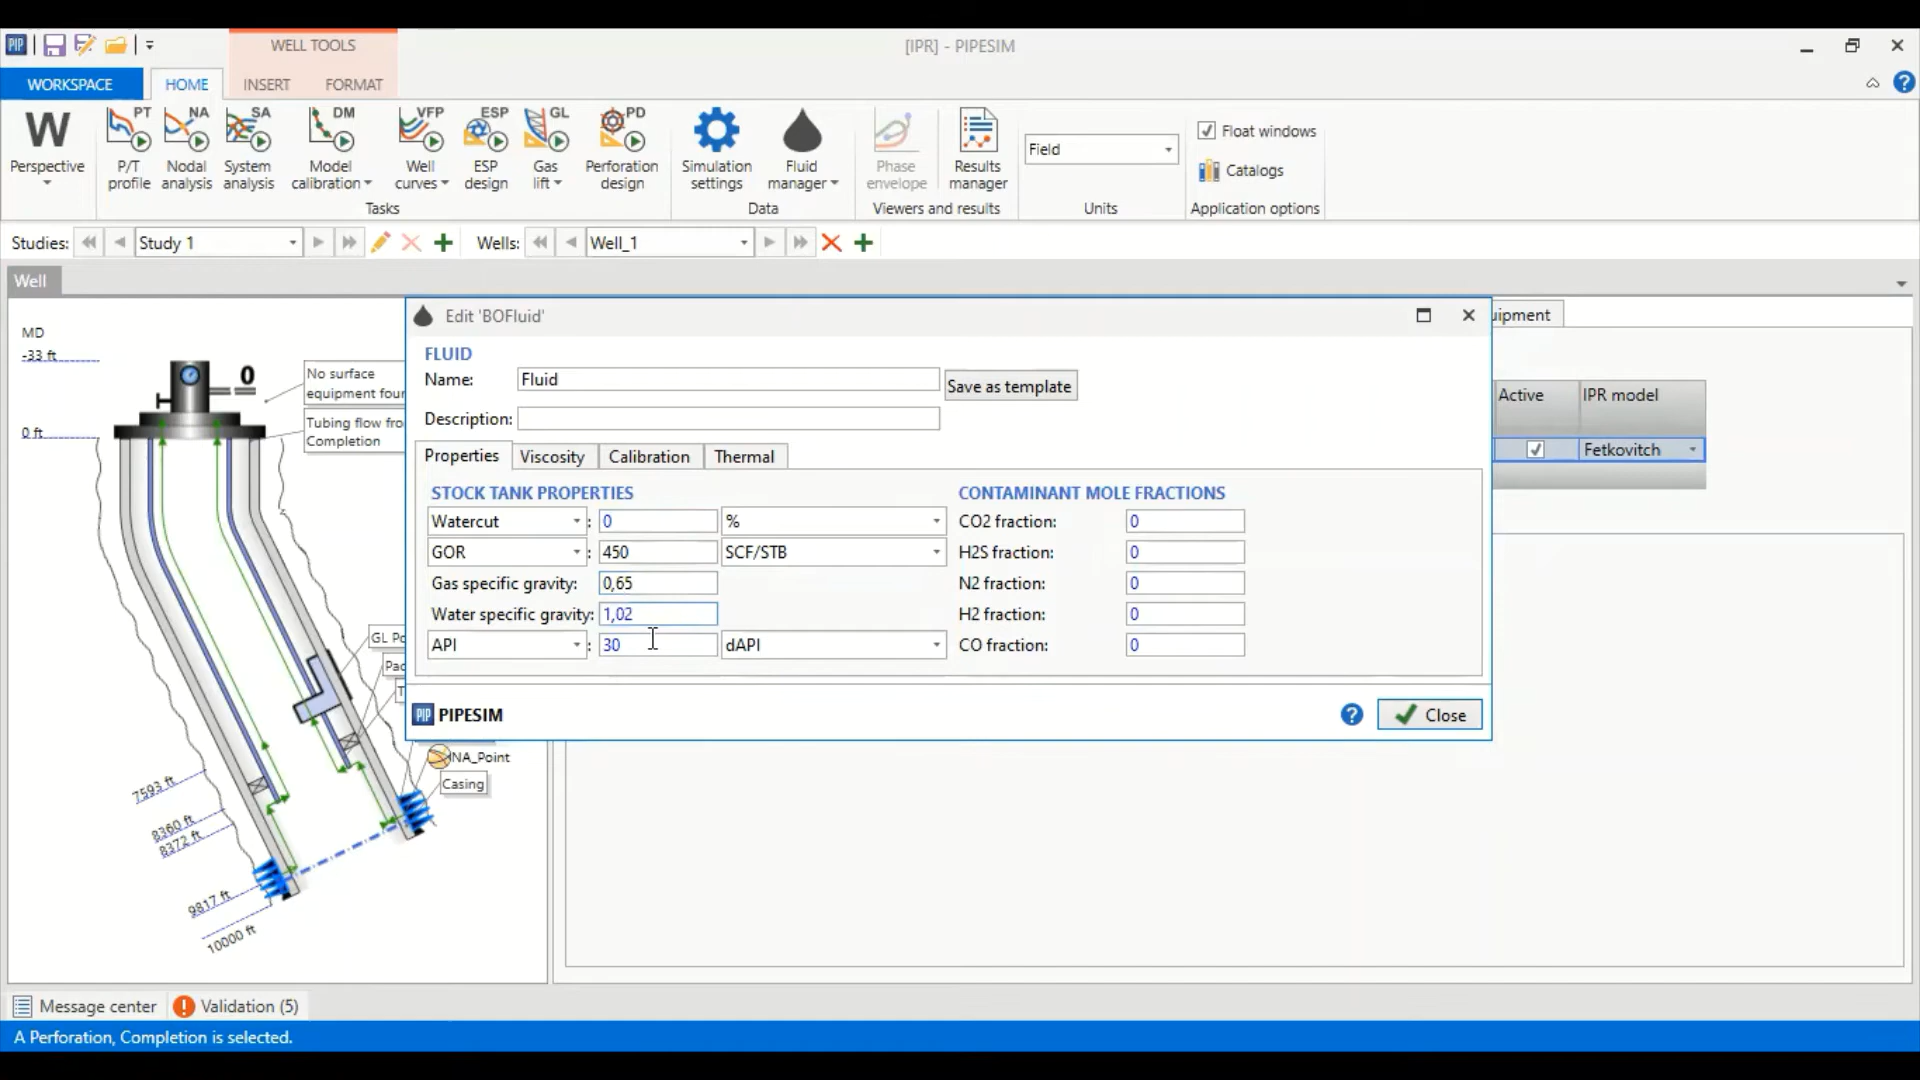 PIP
WELL TOOLS
[IPR] - PIPESIM
WORKSPACE
HOME
INSERT
FORMAT
W
Perspective
PT
P/T
profile
NA
Nodal
analysis
SA
System
analysis
DM
Model
calibration
VFP
Well
curves
ESP
ESP
design
GL
Gas
lift
PD
Perforation
design
Tasks
Simulation
settings
Fluid
manager
Data
Phase
envelope
Results
manager
Viewers and results
Field
Units
Float windows
Catalogs
Application options
Studies:
Study 1
Wells:
Well_1
Well
MD
-33 ft
0 ft
0
No surface
equipment four
Tubing flow fro
Completion
GL Po
Pac
T
NA_Point
Casing
7593 ft
8360 ft
8372 ft
9817 ft
10000 ft
Edit 'BOFluid'
FLUID
Name: Fluid
Save as template
Description:
Properties
Viscosity
Calibration
Thermal
STOCK TANK PROPERTIES
Watercut : 0 %
GOR : 450 SCF/STB
Gas specific gravity: 0,65
Water specific gravity: 1,02
API : 30 dAPI
CONTAMINANT MOLE FRACTIONS
CO2 fraction: 0
H2S fraction: 0
N2 fraction: 0
H2 fraction: 0
CO fraction: 0
PIP PIPESIM
? Close
uipment
Active
IPR model
Fetkovitch
Message center
Validation (5)
A Perforation, Completion is selected.